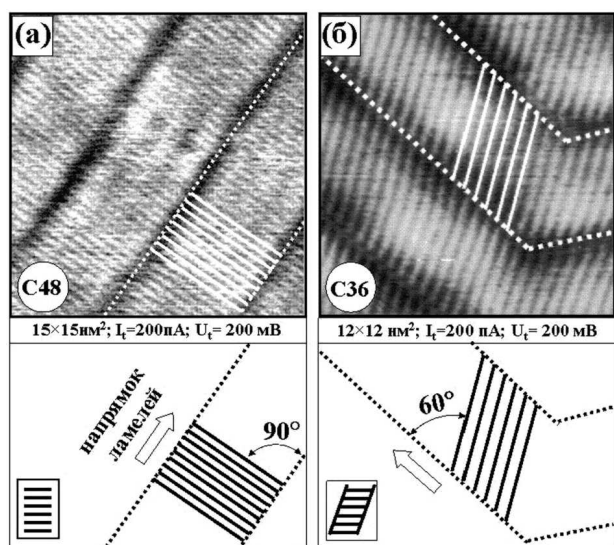 (a)
(б)
C48
C36
15×15нм²; Iₜ=200пА; Uₜ= 200 мВ
12×12 нм²; Iₜ=200 пА; Uₜ= 200 мВ
напрямок
ламелей
90°
60°